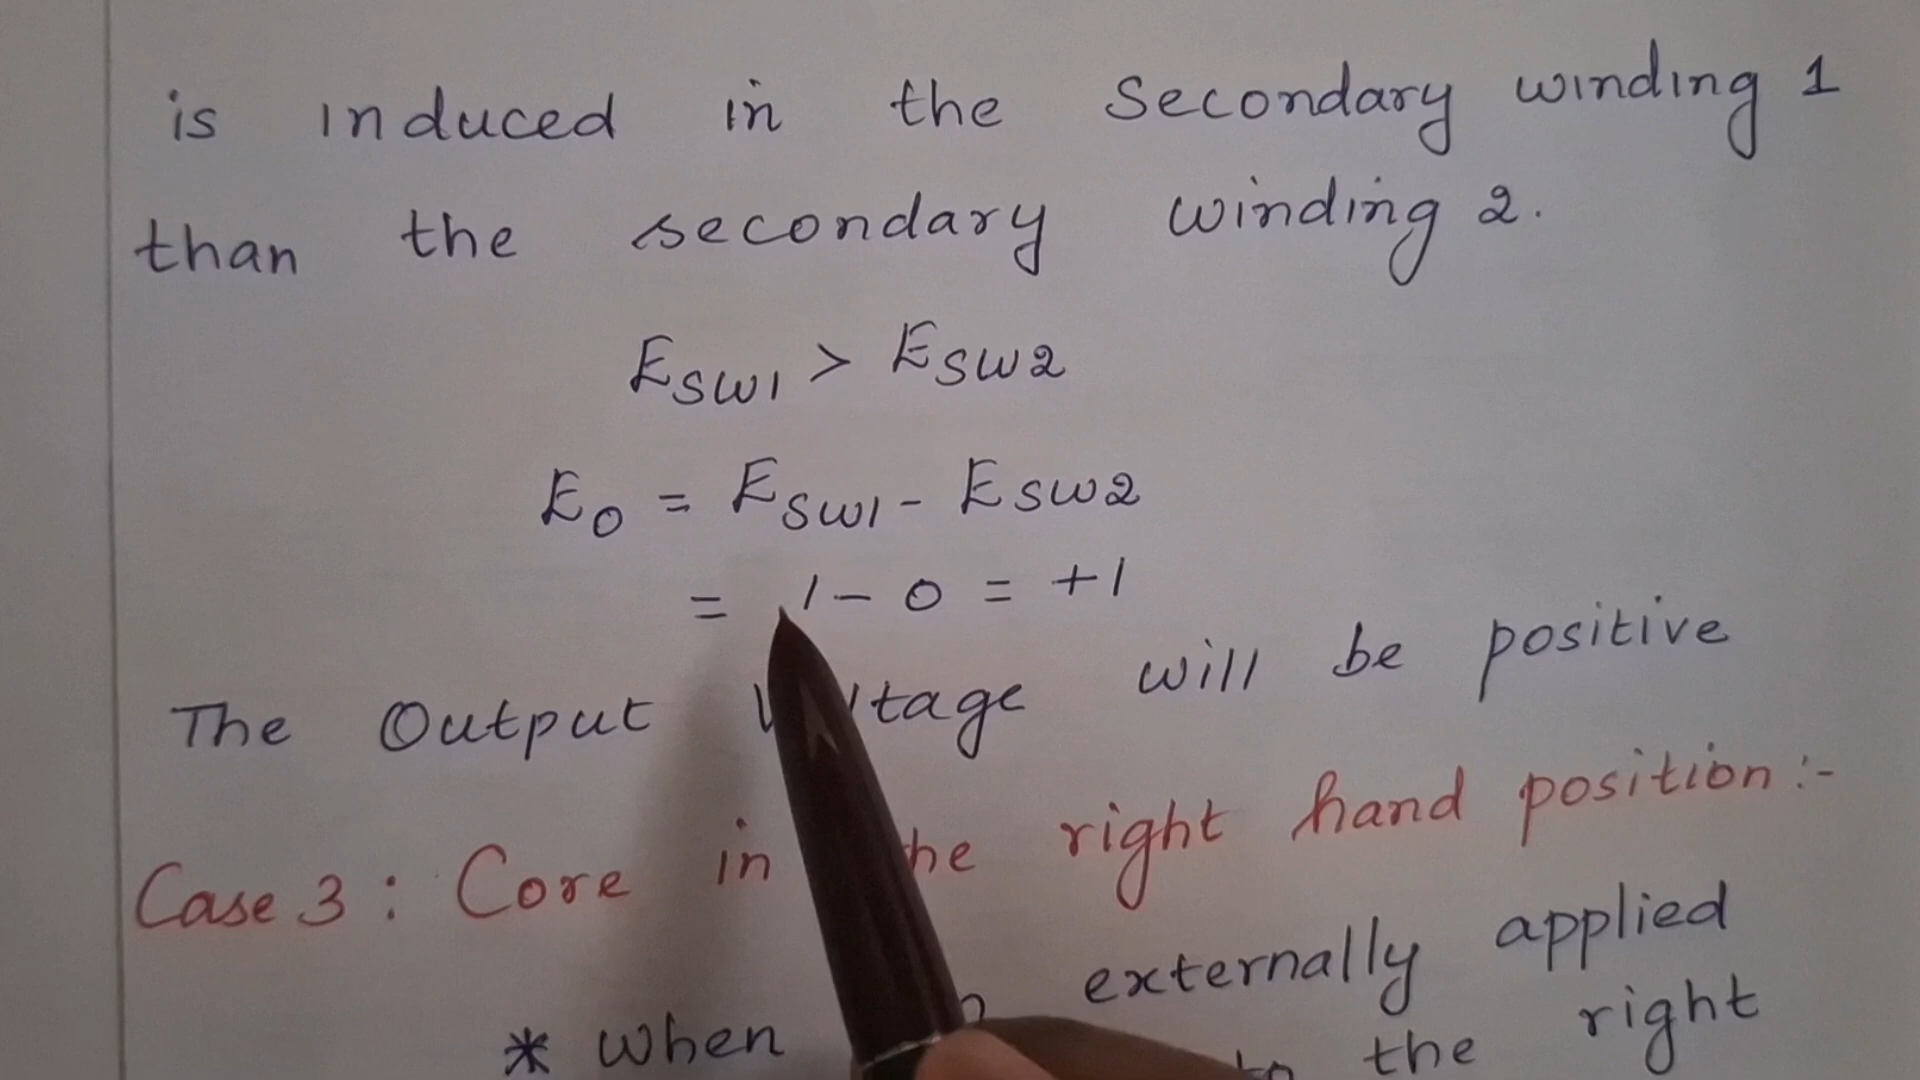 is induced in the Secondary winding 1
than the secondary winding 2.
ESW1 > ESW2
E0 = ESW1 - ESW2
= 1 - 0 = +1
The Output will be positive
Case 3 : Core in right hand position :-
* When externally applied
the right